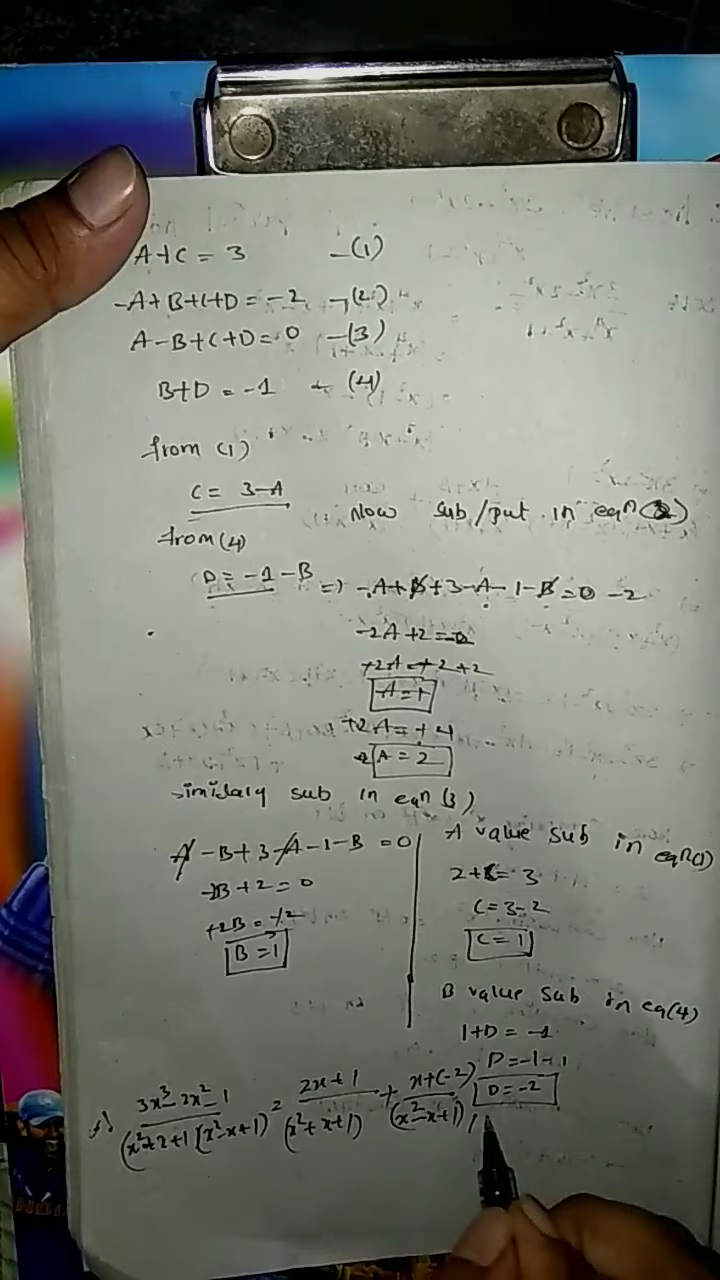 A+C = 3 —(1)
-A+B+C+D = -2 —(2)
A-B+C+D = 0 —(3)
B+D = -1 — (4)
from (1)
C = 3-A
Now sub/put in eqn(2)
from (4)
D = -1-B => -A+B+3-A-1-B = -2
-2A+2 = -2
+2A = +2+2
A=1
+2A = +4
A = 2
similarly sub in eqn (3)
A-B+3-A-1-B = 0
-2B+2=0
+2B = +2
B=1
A value sub in eqn(1)
2+C= 3
C=3-2
C=1
B value sub in eq(4)
1+D = -1
D=-1-1
D=-2
3x³-2x²-1 / (x²+x+1)(x²-x+1) = 2x+1 / (x²+x+1) + x+(-2) / (x²-x+1)